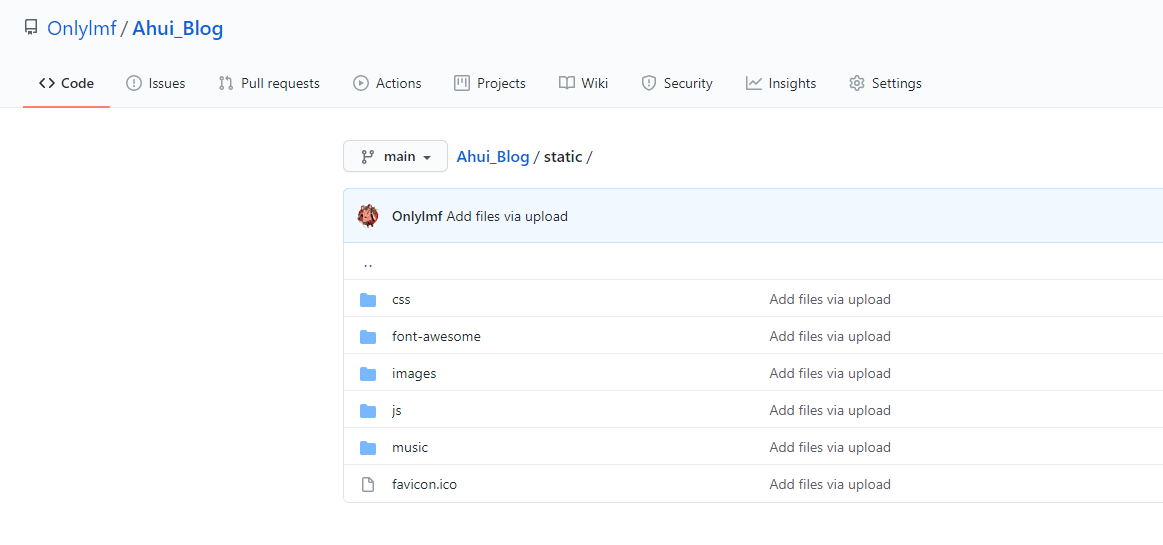 Onlylmf / Ahui_Blog
Code Issues Pull requests Actions Projects Wiki Security Insights Settings
main Ahui_Blog / static /
Onlylmf Add files via upload
..
css Add files via upload
font-awesome Add files via upload
images Add files via upload
js Add files via upload
music Add files via upload
favicon.ico Add files via upload